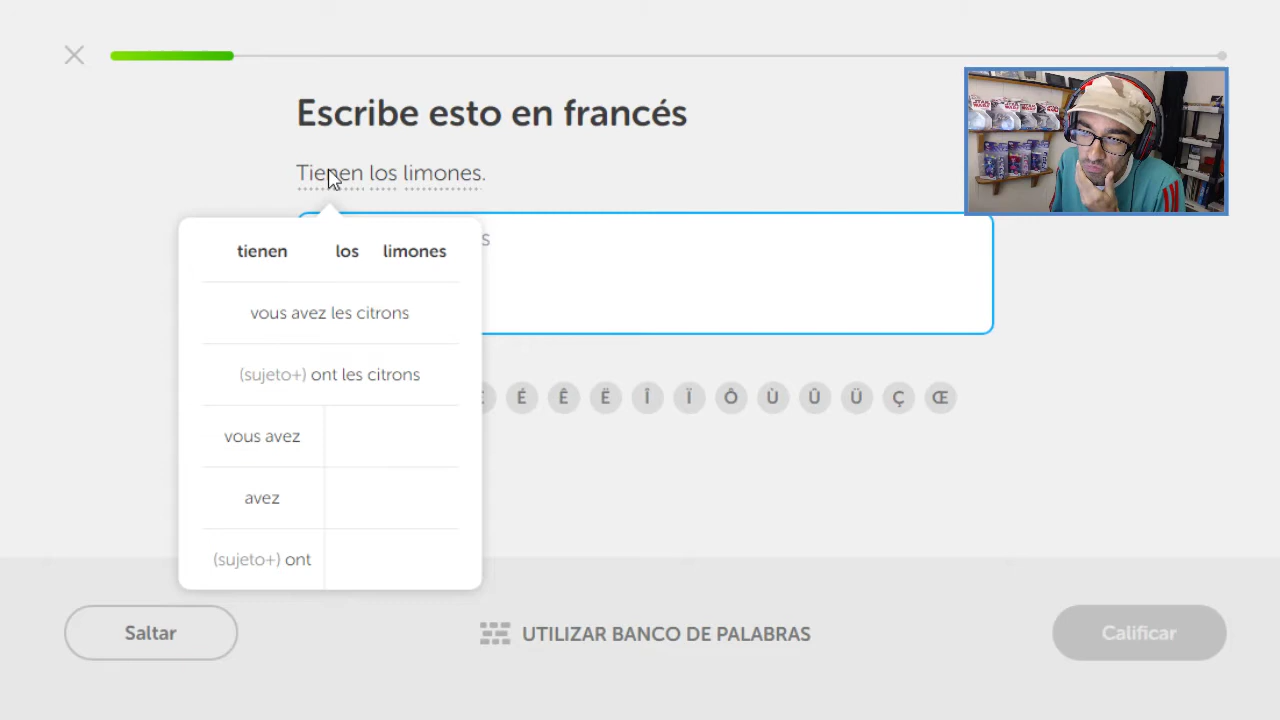 Escribe esto en francés
Tienen los limones.
s
tienen los limones
vous avez les citrons
(sujeto+) ont les citrons
vous avez
avez
(sujeto+) ont
É Ê Ë Î Ï Ô Ù Û Ü Ç Œ
Saltar
UTILIZAR BANCO DE PALABRAS
Calificar